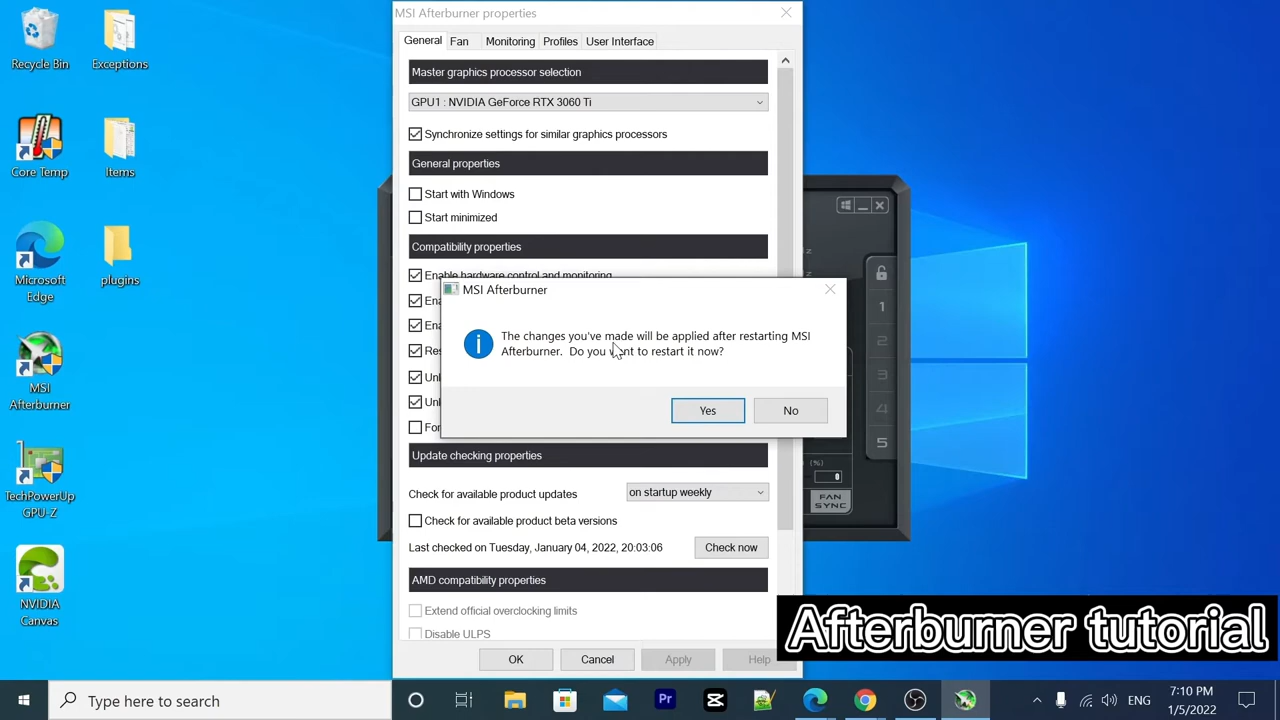 MSI Afterburner properties
General
Fan
Monitoring
Profiles
User Interface
Master graphics processor selection
GPU1 : NVIDIA GeForce RTX 3060 Ti
Synchronize settings for similar graphics processors
General properties
Start with Windows
Start minimized
Compatibility properties
Enable hardware control and monitoring
MSI Afterburner
The changes you've made will be applied after restarting MSI
Afterburner. Do you want to restart it now?
Yes
No
Update checking properties
Check for available product updates
on startup weekly
Check for available product beta versions
Last checked on Tuesday, January 04, 2022, 20:03:06
Check now
AMD compatibility properties
Extend official overclocking limits
Disable ULPS
OK
Cancel
Apply
Help
1
2
3
4
5
(%)
FAN
SYNC
Recycle Bin
Exceptions
Core Temp
Items
Microsoft
Edge
plugins
MSI
Afterburner
TechPowerUp
GPU-Z
NVIDIA
Canvas
Afterburner tutorial
Type here to search
Pr
ENG
7:10 PM
1/5/2022